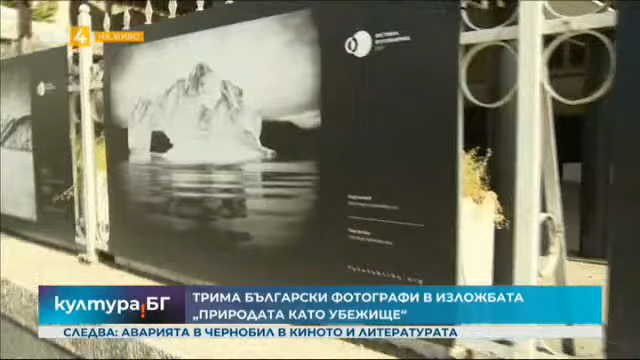 4 НА ЖИВО
култура.БГ
ТРИМА БЪЛГАРСКИ ФОТОГРАФИ В ИЗЛОЖБАТА
„ПРИРОДАТА КАТО УБЕЖИЩЕ“
СЛЕДВА: АВАРИЯТА В ЧЕРНОБИЛ В КИНОТО И ЛИТЕРАТУРАТА